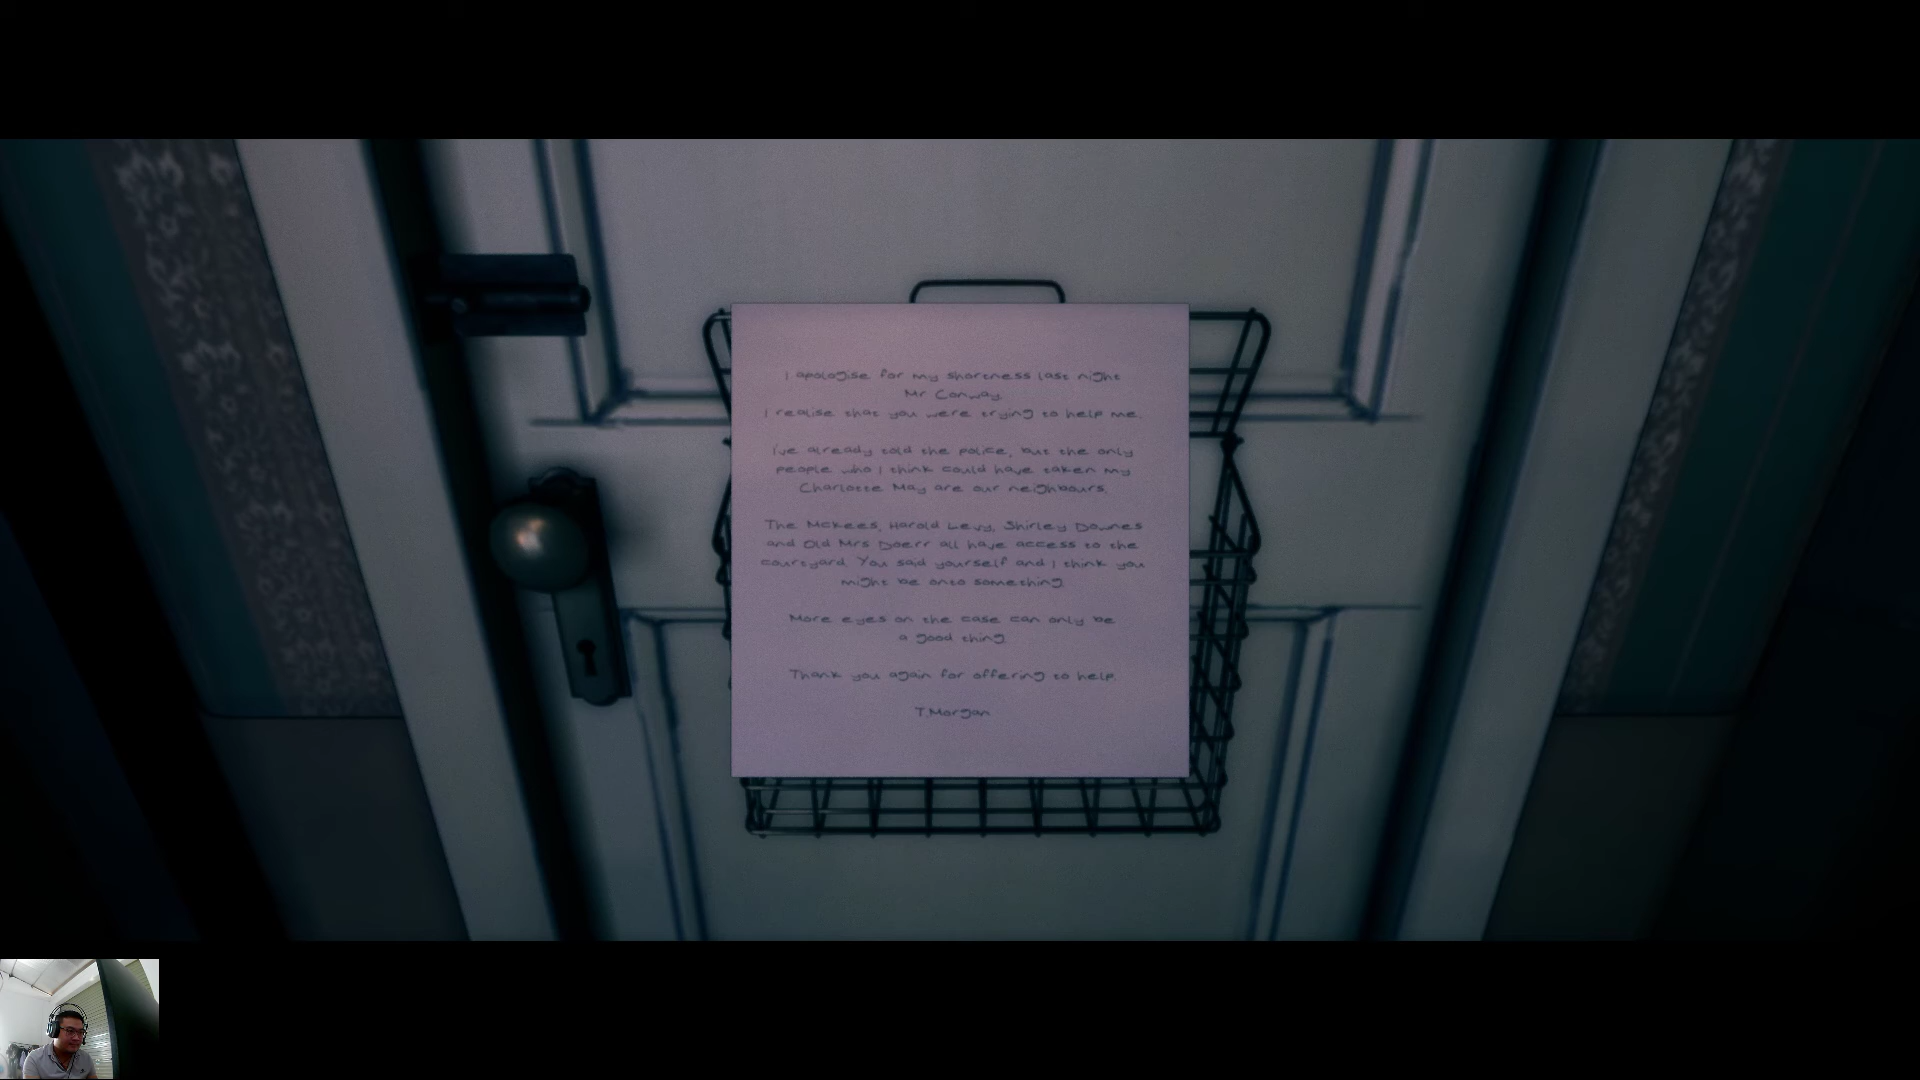 I apologise for my shortness last night
Mr Conway.
I realise that you were trying to help me.
I've already told the police, but the only
people who I think could have taken my
Charlotte May are our neighbours.
The McKees, Harold Levy, Shirley Downes
and Old Mrs Doerr all have access to the
courtyard. You said yourself and I think you
might be onto something.
More eyes on the case can only be
a good thing.
Thank you again for offering to help.
T.Morgan